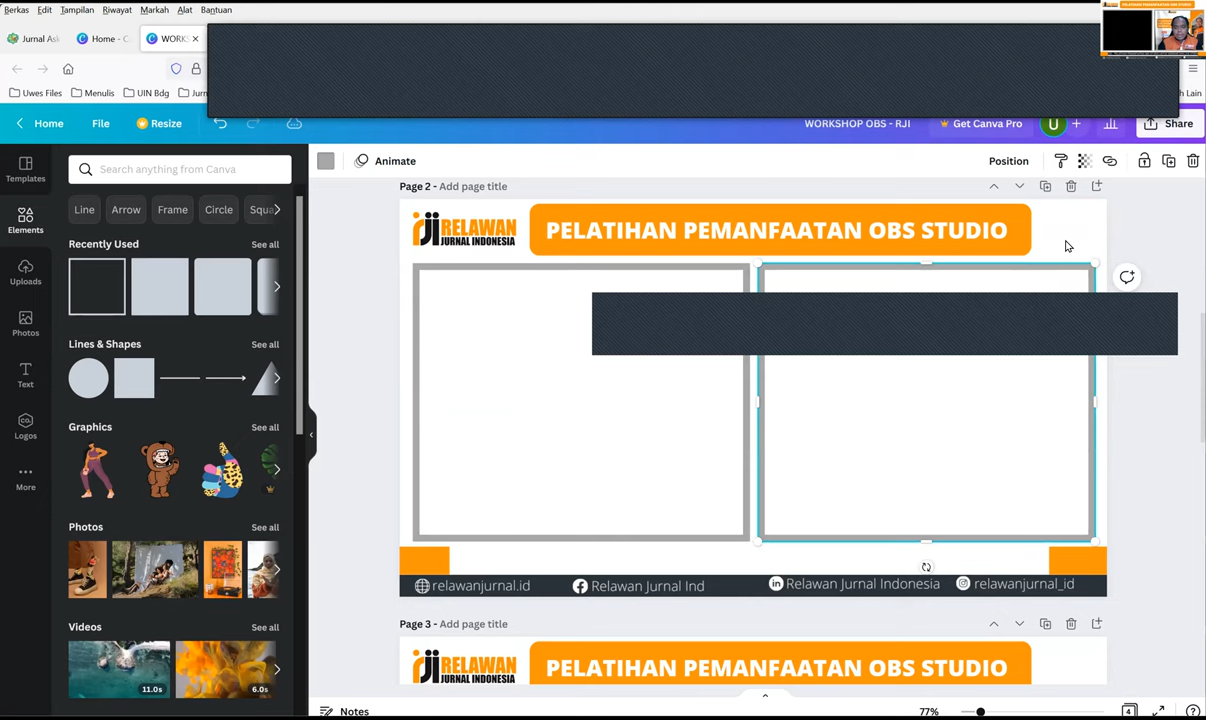 Berkas Edit Tampilan Riwayat Markah Alat Bantuan
Home - C
WORKS
Uwes Files Menulis UIN Bdg
Home File Resize
WORKSHOP OBS - RJI Get Canva Pro U Share
Templates
Elements
Uploads
Photos
Text
CO.
Logos
More
Search anything from Canva
Line Arrow Frame Circle
Recently Used See all
Lines & Shapes See all
Graphics See all
Photos See all
Videos See all
11.0s 6.0s
Animate Position
Page 2 - Add page title
rji RELAWAN
JURNAL INDONESIA
PELATIHAN PEMANFAATAN OBS STUDIO
relawanjurnal.id Relawan Jurnal Ind Relawan Jurnal Indonesia relawanjurnal_id
Page 3 - Add page title
rji RELAWAN
JURNAL INDONESIA
PELATIHAN PEMANFAATAN OBS STUDIO
Notes 77% 4